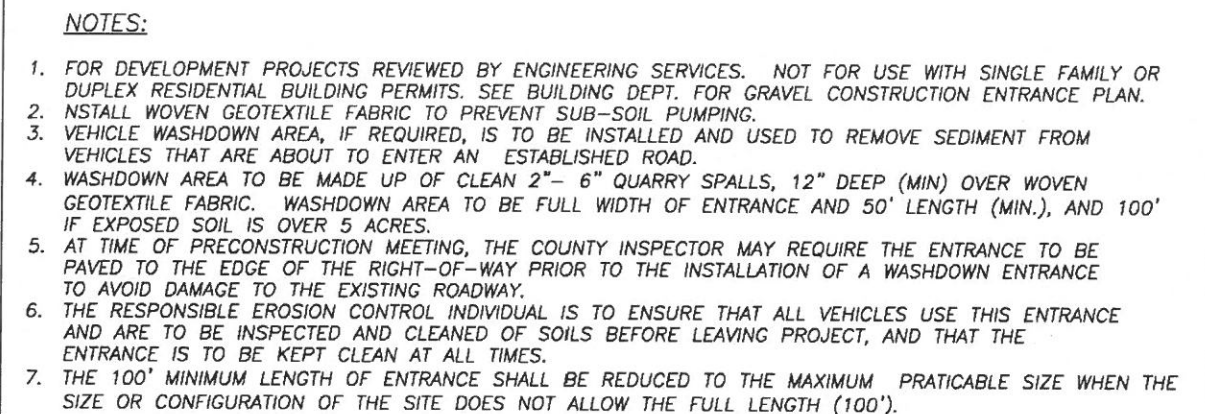 NOTES:
1. FOR DEVELOPMENT PROJECTS REVIEWED BY ENGINEERING SERVICES. NOT FOR USE WITH SINGLE FAMILY OR
DUPLEX RESIDENTIAL BUILDING PERMITS. SEE BUILDING DEPT. FOR GRAVEL CONSTRUCTION ENTRANCE PLAN.
2. NSTALL WOVEN GEOTEXTILE FABRIC TO PREVENT SUB-SOIL PUMPING.
3. VEHICLE WASHDOWN AREA, IF REQUIRED, IS TO BE INSTALLED AND USED TO REMOVE SEDIMENT FROM
VEHICLES THAT ARE ABOUT TO ENTER AN ESTABLISHED ROAD.
4. WASHDOWN AREA TO BE MADE UP OF CLEAN 2"- 6" QUARRY SPALLS, 12" DEEP (MIN) OVER WOVEN
GEOTEXTILE FABRIC. WASHDOWN AREA TO BE FULL WIDTH OF ENTRANCE AND 50' LENGTH (MIN.), AND 100'
IF EXPOSED SOIL IS OVER 5 ACRES.
5. AT TIME OF PRECONSTRUCTION MEETING, THE COUNTY INSPECTOR MAY REQUIRE THE ENTRANCE TO BE
PAVED TO THE EDGE OF THE RIGHT-OF-WAY PRIOR TO THE INSTALLATION OF A WASHDOWN ENTRANCE
TO AVOID DAMAGE TO THE EXISTING ROADWAY.
6. THE RESPONSIBLE EROSION CONTROL INDIVIDUAL IS TO ENSURE THAT ALL VEHICLES USE THIS ENTRANCE
AND ARE TO BE INSPECTED AND CLEANED OF SOILS BEFORE LEAVING PROJECT, AND THAT THE
ENTRANCE IS TO BE KEPT CLEAN AT ALL TIMES.
7. THE 100' MINIMUM LENGTH OF ENTRANCE SHALL BE REDUCED TO THE MAXIMUM PRATICABLE SIZE WHEN THE
SIZE OR CONFIGURATION OF THE SITE DOES NOT ALLOW THE FULL LENGTH (100').